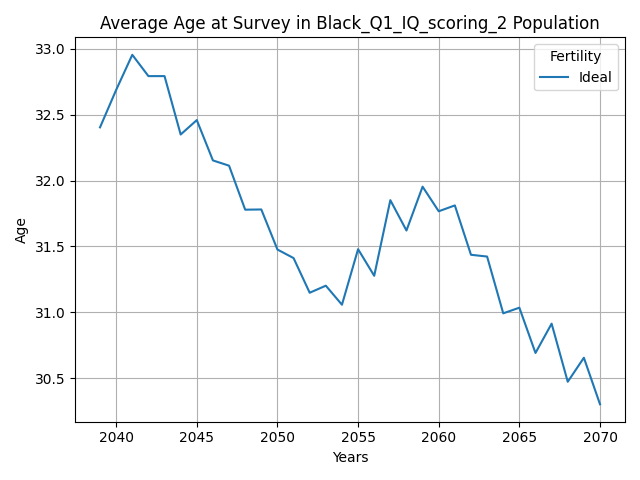 Average Age at Survey in Black_Q1_IQ_scoring_2 Population
33.0
32.5
32.0
31.5
31.0
30.5
Age
Fertility
Ideal
2040 2045 2050 2055 2060 2065 2070
Years